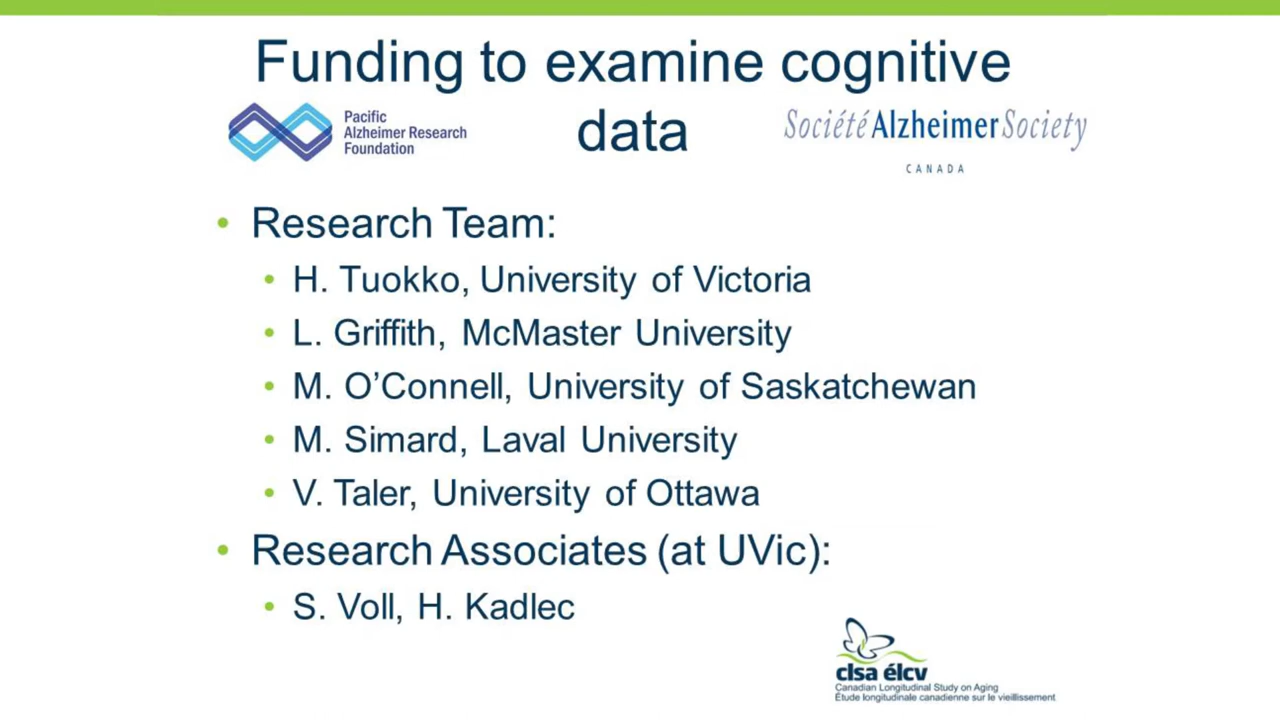 Funding to examine cognitive
data
Pacific
Alzheimer Research
Foundation
Société Alzheimer Society
CANADA
• Research Team:
• H. Tuokko, University of Victoria
• L. Griffith, McMaster University
• M. O’Connell, University of Saskatchewan
• M. Simard, Laval University
• V. Taler, University of Ottawa
• Research Associates (at UVic):
• S. Voll, H. Kadlec
clsa élcv
Canadian Longitudinal Study on Aging
Étude longitudinale canadienne sur le vieillissement